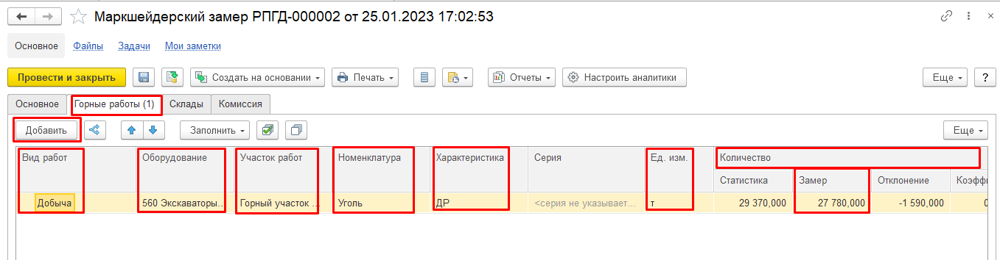 Маркшейдерский замер РПГД-000002 от 25.01.2023 17:02:53
Основное Файлы Задачи Мои заметки
Провести и закрыть Создать на основании Печать Отчеты Настроить аналитики Еще ?
Основное Горные работы (1) Склады Комиссия
Добавить Заполнить Еще
Вид работ Оборудование Участок работ Номенклатура Характеристика Серия Ед. изм. Количество
Статистика Замер Отклонение Коэффи
Добыча 560 Экскаваторы... Горный участок ... Уголь ДР <серия не указывает... т 29 370,000 27 780,000 -1 590,000 0